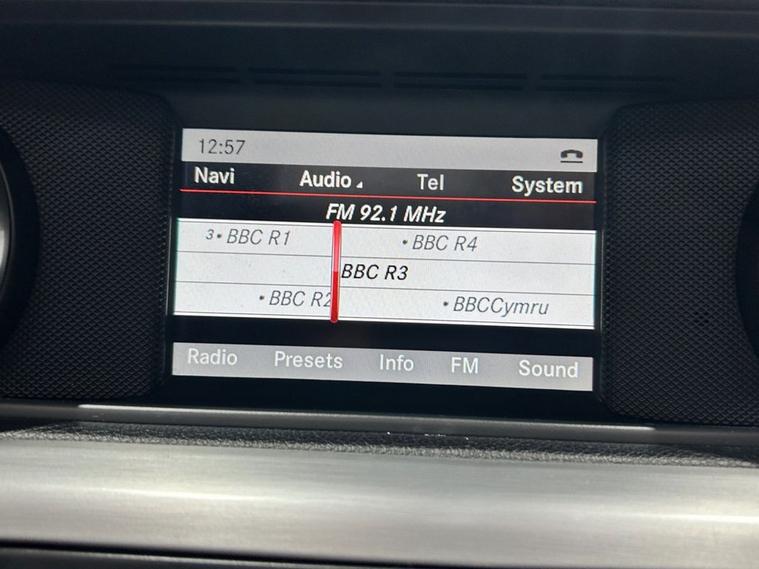 12:57
Navi Audio Tel System
FM 92.1 MHz
3• BBC R1 • BBC R4
BBC R3
• BBC R2 • BBCCymru
Radio Presets Info FM Sound